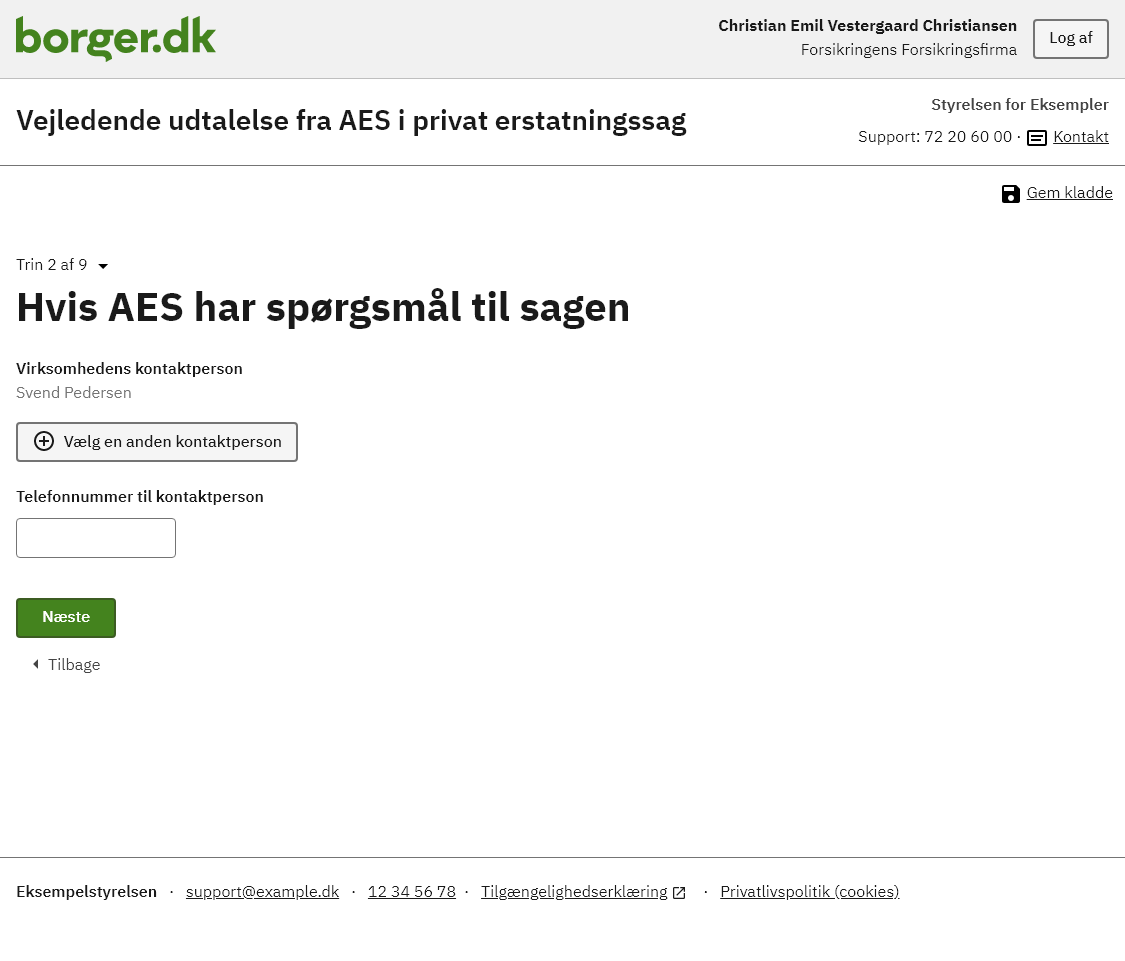 borger.dk
Christian Emil Vestergaard Christiansen
Forsikringens Forsikringsfirma
Log af
Vejledende udtalelse fra AES i privat erstatningssag
Styrelsen for Eksempler
Support: 72 20 60 00 · Kontakt
Gem kladde
Trin 2 af 9
Hvis AES har spørgsmål til sagen
Virksomhedens kontaktperson
Svend Pedersen
Vælg en anden kontaktperson
Telefonnummer til kontaktperson
Næste
Tilbage
Eksempelstyrelsen · support@example.dk · 12 34 56 78 · Tilgængelighedserklæring · Privatlivspolitik (cookies)